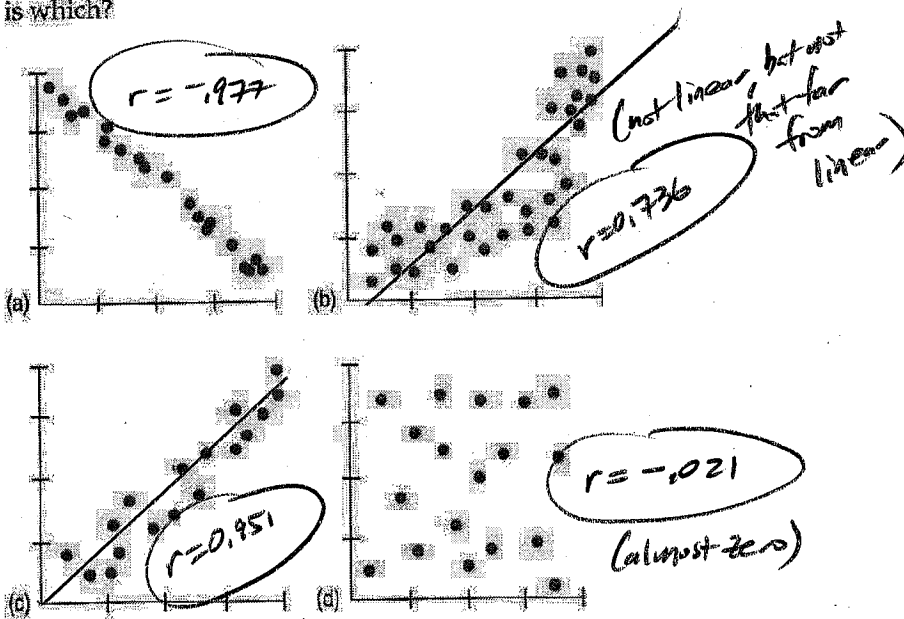 is which?
r = -.977
(not linear, but not
that far
from
linear)
r=0.736
(a)
(b)
r=0.951
r = -.021
(almost zero)
(c)
(d)